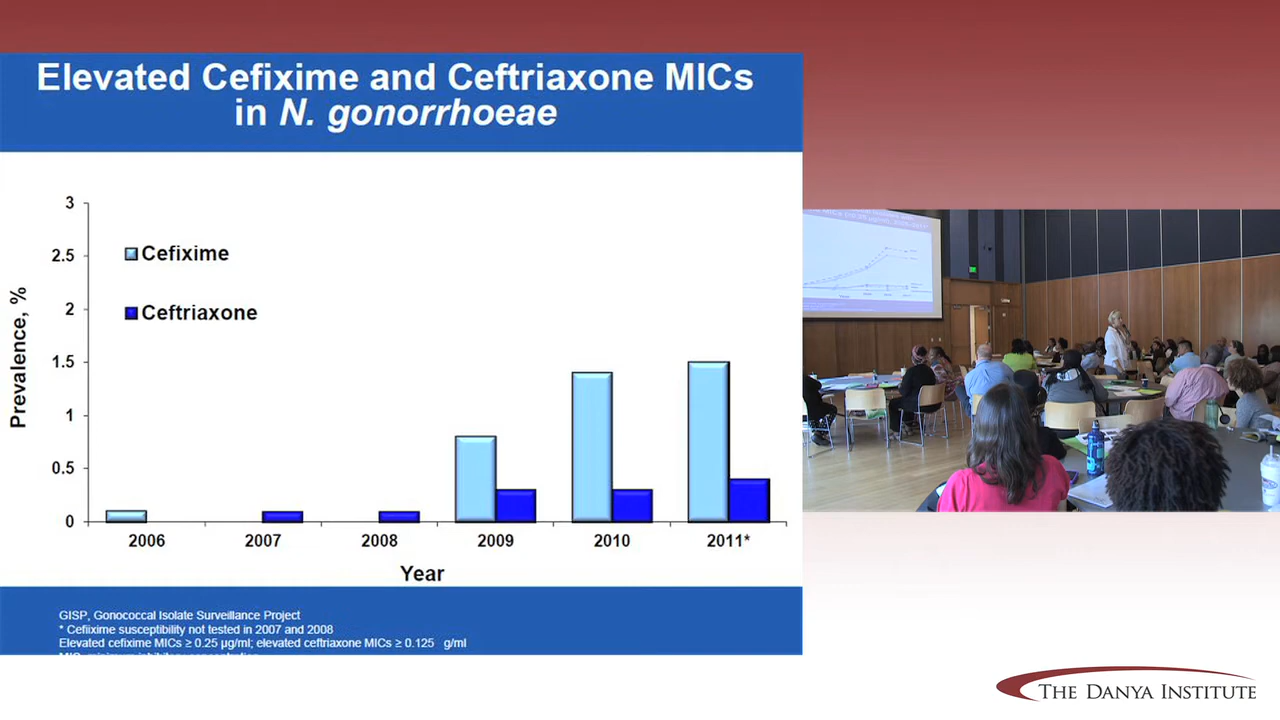 Elevated Cefixime and Ceftriaxone MICs
in N. gonorrhoeae
3
2.5
2
1.5
1
0.5
0
Prevalence, %
Cefixime
Ceftriaxone
2006
2007
2008
2009
2010
2011*
Year
GISP, Gonococcal Isolate Surveillance Project
* Cefiixime susceptibility not tested in 2007 and 2008
Elevated cefixime MICs ≥ 0.25 µg/ml; elevated ceftriaxone MICs ≥ 0.125 g/ml
THE DANYA INSTITUTE